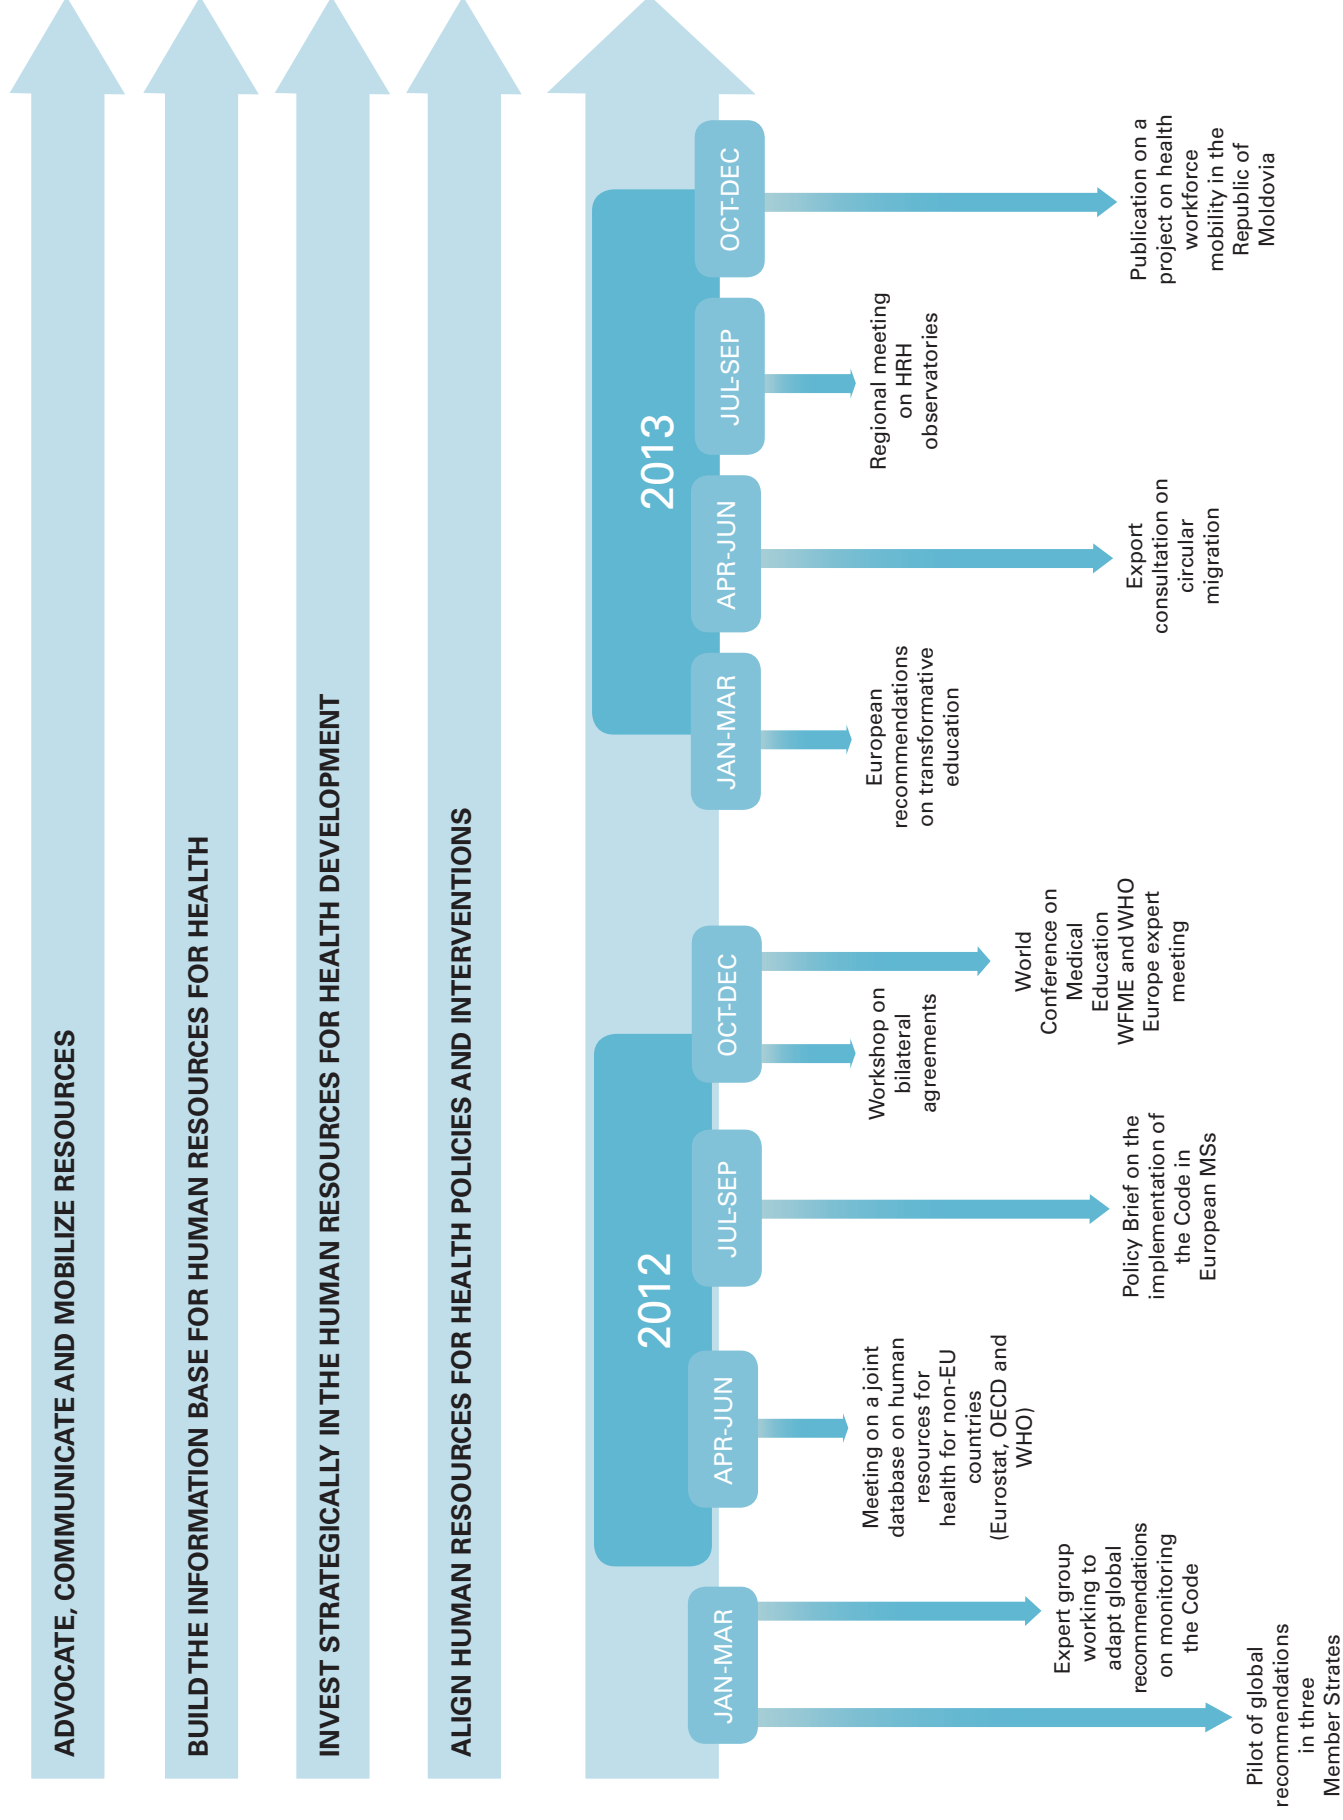 ADVOCATE, COMMUNICATE AND MOBILIZE RESOURCES
BUILD THE INFORMATION BASE FOR HUMAN RESOURCES FOR HEALTH
INVEST STRATEGICALLY IN THE HUMAN RESOURCES FOR HEALTH DEVELOPMENT
ALIGN HUMAN RESOURCES FOR HEALTH POLICIES AND INTERVENTIONS
2012
2013
JAN-MAR
APR-JUN
JUL-SEP
OCT-DEC
JAN-MAR
APR-JUN
JUL-SEP
OCT-DEC
Pilot of global
recommendations
in three
Member Strates
Expert group
working to
adapt global
recommendations
on monitoring
the Code
Meeting on a joint
database on human
resources for
health for non-EU
countries
(Eurostat, OECD and
WHO)
Policy Brief on the
implementation of
the Code in
European MSs
Workshop on
bilateral
agreements
World
Conference on
Medical
Education
WFME and WHO
Europe expert
meeting
European
recommendations
on transformative
education
Export
consultation on
circular
migration
Regional meeting
on HRH
observatories
Publication on a
project on health
workforce
mobility in the
Republic of
Moldovia